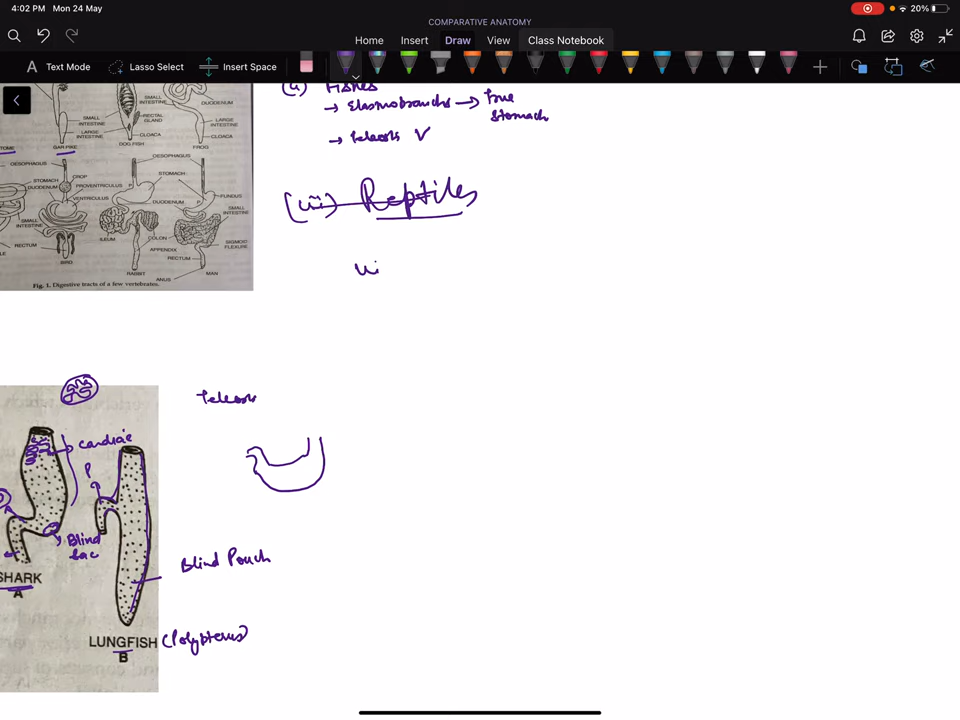 4:02 PM Mon 24 May
20%
COMPARATIVE ANATOMY
Home Insert Draw View Class Notebook
Text Mode Lasso Select Insert Space
Fishes
→ Elasmobranchs → True Stomach
→ Teleosts ✓
(iii) Reptiles
SMALL INTESTINE
LARGE INTESTINE
GAR PIKE
RECTAL GLAND
CLOACA
DOG FISH
DUODENUM
LARGE INTESTINE
CLOACA
FROG
OESOPHAGUS
STOMACH
DUODENUM
SMALL INTESTINE
RECTUM
CROP
PROVENTRICULUS
VENTRICULUS
BIRD
OESOPHAGUS
STOMACH
DUODENUM
ILEUM
COLON
APPENDIX
RECTUM
ANUS
RABBIT
FUNDUS
SMALL INTESTINE
SIGMOID FLEXURE
MAN
Fig. 1. Digestive tracts of a few vertebrates.
Teleosts
Cardiac
P
Blind Sac
Blind Pouch
SHARK
A
LUNGFISH (Polypterus)
B